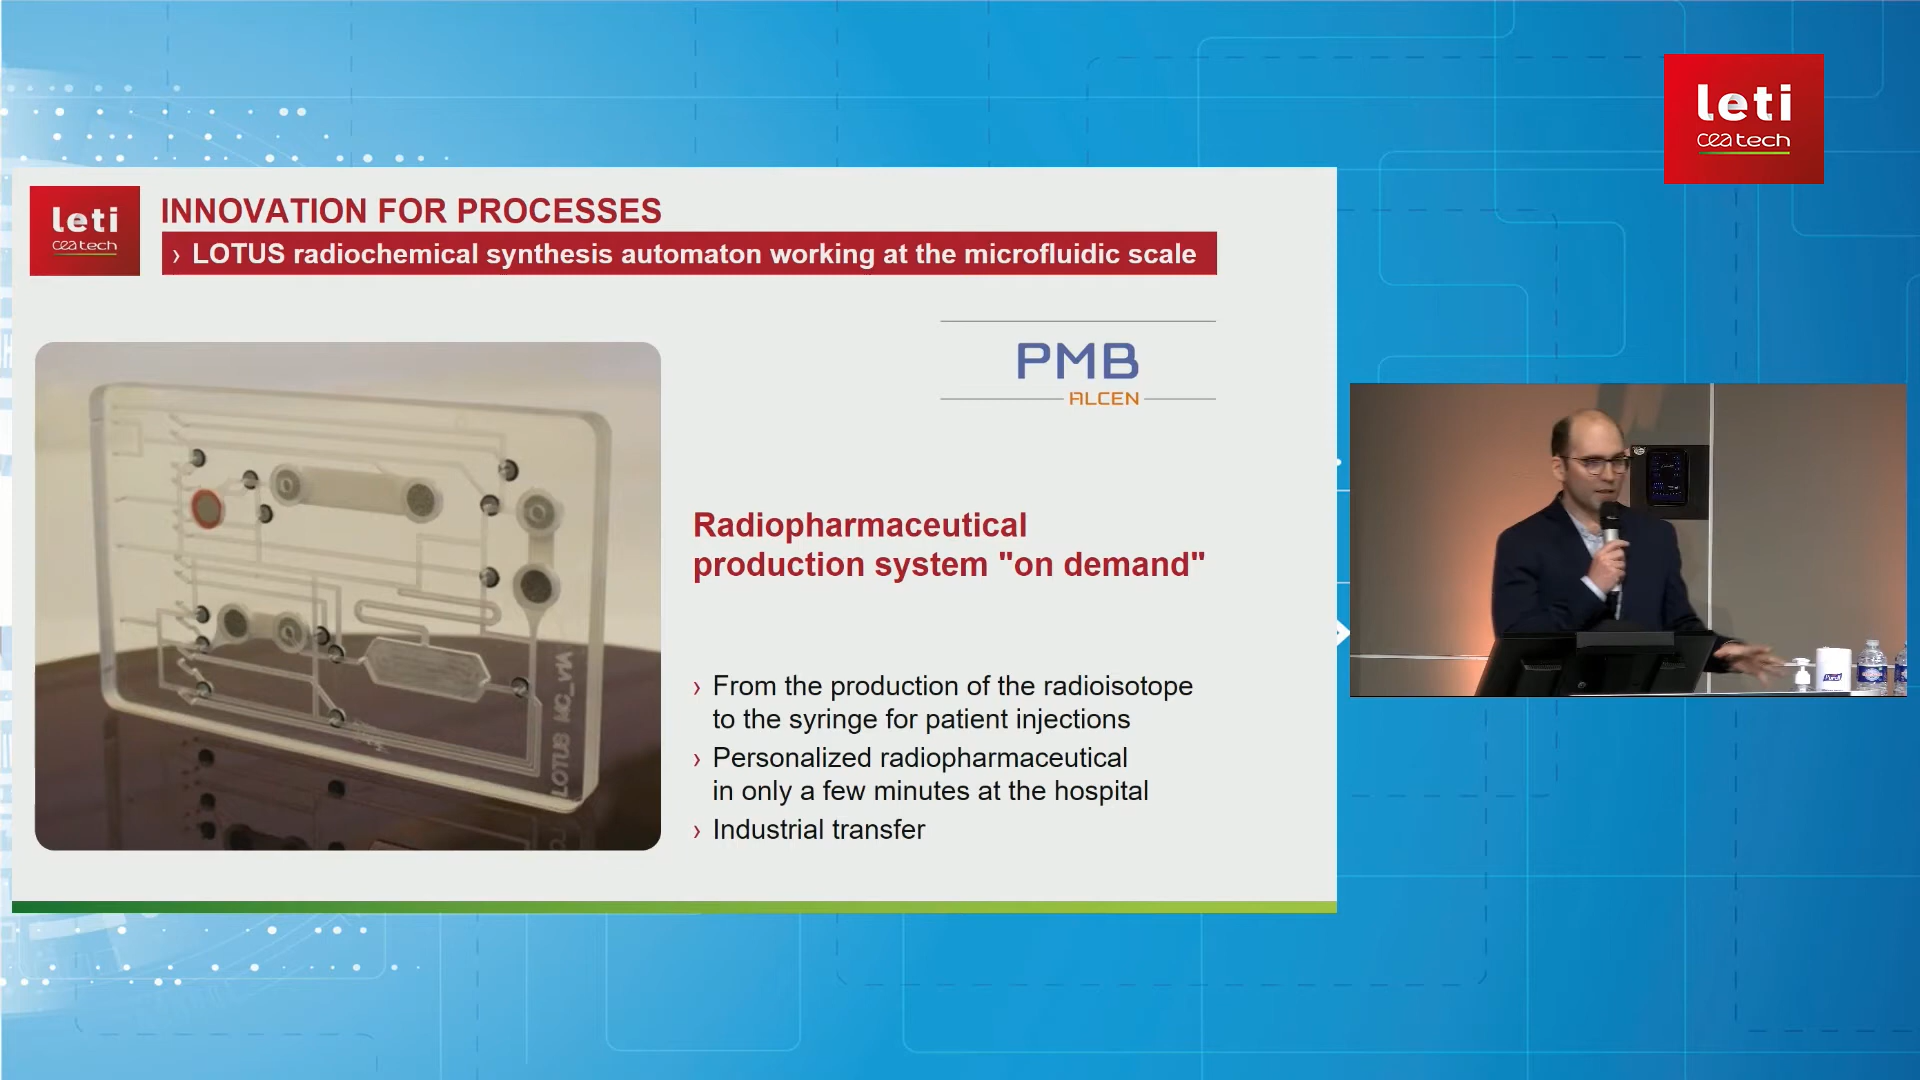 leti
cea tech
leti
cea tech
INNOVATION FOR PROCESSES
› LOTUS radiochemical synthesis automaton working at the microfluidic scale
PMB
ALCEN
Radiopharmaceutical
production system "on demand"
› From the production of the radioisotope
to the syringe for patient injections
› Personalized radiopharmaceutical
in only a few minutes at the hospital
› Industrial transfer
LOTUS MC_V1A
Purell